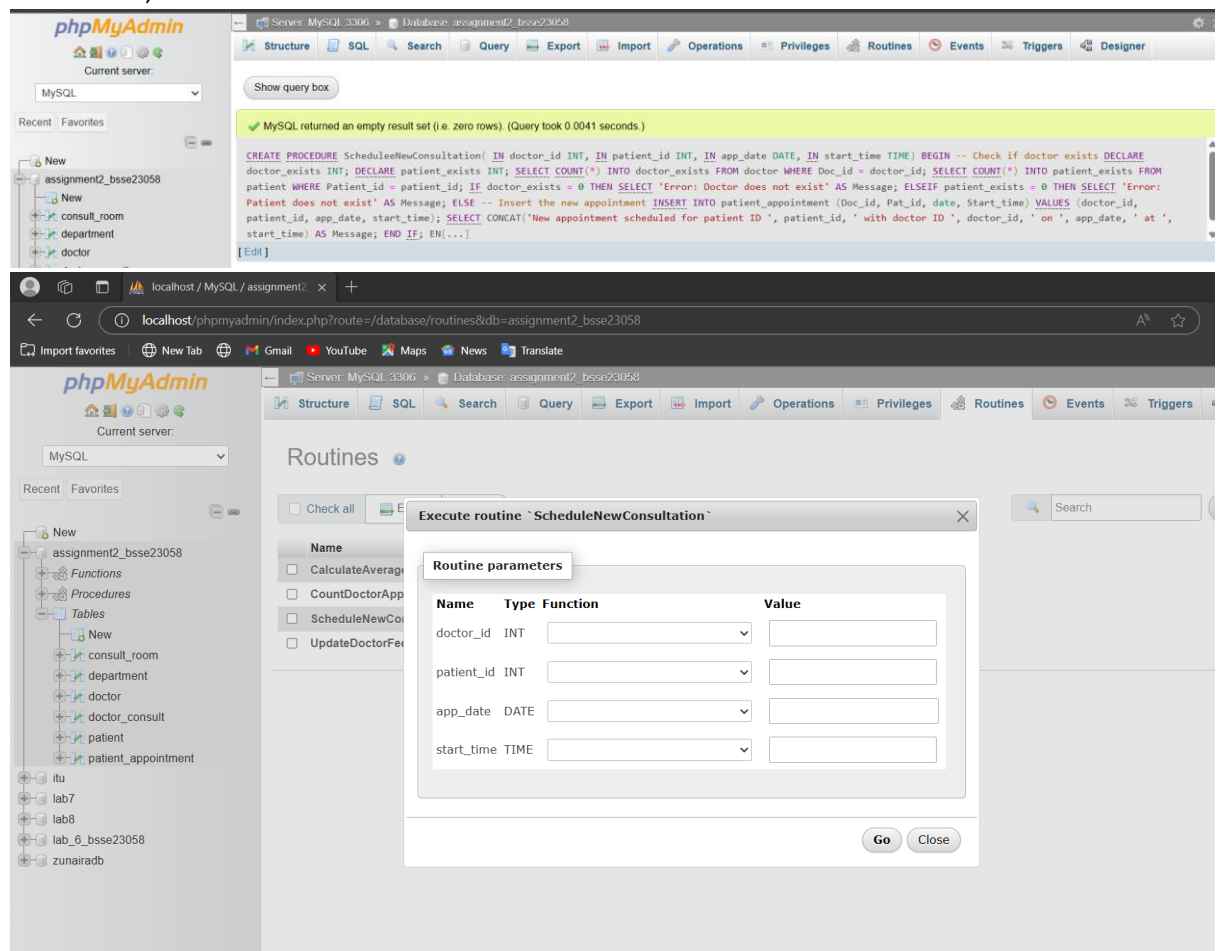 phpMyAdmin
Current server:
MySQL
Recent Favorites
New
assignment2_bsse23058
New
consult_room
department
doctor
Server: MySQL:3306 » Database: assignment2_bsse23058
Structure SQL Search Query Export Import Operations Privileges Routines Events Triggers Designer
Show query box
MySQL returned an empty result set (i.e. zero rows). (Query took 0.0041 seconds.)
CREATE PROCEDURE ScheduleeNewConsultation( IN doctor_id INT, IN patient_id INT, IN app_date DATE, IN start_time TIME) BEGIN -- Check if doctor exists DECLARE
doctor_exists INT; DECLARE patient_exists INT; SELECT COUNT(*) INTO doctor_exists FROM doctor WHERE Doc_id = doctor_id; SELECT COUNT(*) INTO patient_exists FROM
patient WHERE Patient_id = patient_id; IF doctor_exists = 0 THEN SELECT 'Error: Doctor does not exist' AS Message; ELSEIF patient_exists = 0 THEN SELECT 'Error:
Patient does not exist' AS Message; ELSE -- Insert the new appointment INSERT INTO patient_appointment (Doc_id, Pat_id, date, Start_time) VALUES (doctor_id,
patient_id, app_date, start_time); SELECT CONCAT('New appointment scheduled for patient ID ', patient_id, ' with doctor ID ', doctor_id, ' on ', app_date, ' at ',
start_time) AS Message; END IF; EN[...]
[ Edit ]
localhost / MySQL / assignment2_
localhost/phpmyadmin/index.php?route=/database/routines&db=assignment2_bsse23058
Import favorites New Tab Gmail YouTube Maps News Translate
phpMyAdmin
Current server:
MySQL
Recent Favorites
New
assignment2_bsse23058
Functions
Procedures
Tables
New
consult_room
department
doctor
doctor_consult
patient
patient_appointment
itu
lab7
lab8
lab_6_bsse23058
zunairadb
Server: MySQL:3306 » Database: assignment2_bsse23058
Structure SQL Search Query Export Import Operations Privileges Routines Events Triggers
Routines
Check all E Search
Name
CalculateAverage
CountDoctorApp
ScheduleNewCo
UpdateDoctorFe
Execute routine `ScheduleNewConsultation`
Routine parameters
Name Type Function Value
doctor_id INT
patient_id INT
app_date DATE
start_time TIME
Go Close